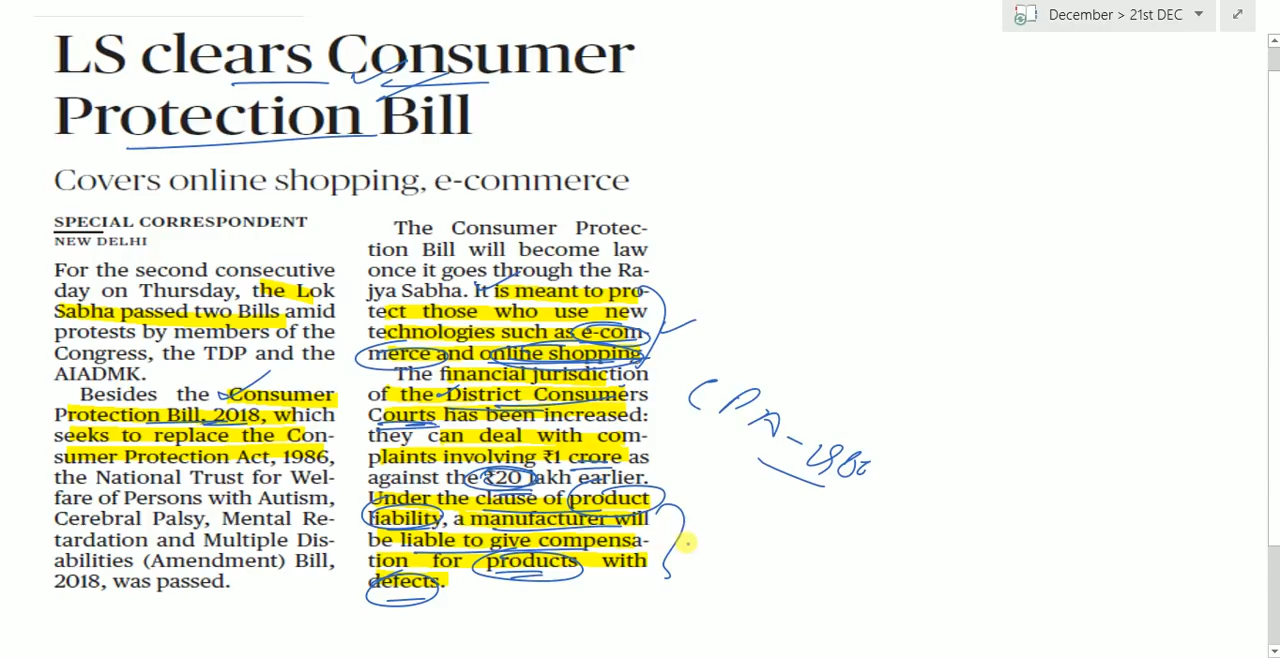 December > 21st DEC
LS clears Consumer
Protection Bill
Covers online shopping, e-commerce
SPECIAL CORRESPONDENT
NEW DELHI
For the second consecutive
day on Thursday, the Lok
Sabha passed two Bills amid
protests by members of the
Congress, the TDP and the
AIADMK.
Besides the Consumer
Protection Bill, 2018, which
seeks to replace the Con-
sumer Protection Act, 1986,
the National Trust for Wel-
fare of Persons with Autism,
Cerebral Palsy, Mental Re-
tardation and Multiple Dis-
abilities (Amendment) Bill,
2018, was passed.
The Consumer Protec-
tion Bill will become law
once it goes through the Ra-
jya Sabha. It is meant to pro-
tect those who use new
technologies such as e-com-
merce and online shopping.
The financial jurisdiction
of the District Consumers
Courts has been increased:
they can deal with com-
plaints involving ₹1 crore as
against the ₹20 lakh earlier.
Under the clause of product
liability, a manufacturer will
be liable to give compensa-
tion for products with
defects.
CPA-1986